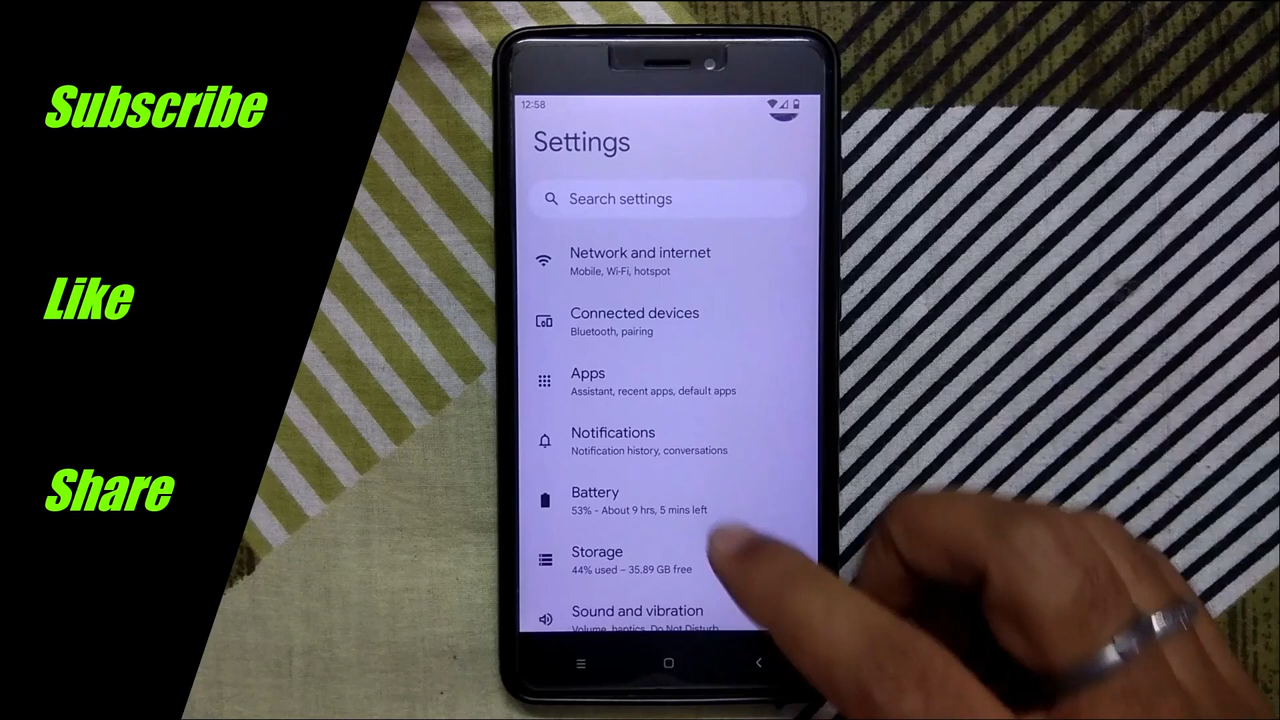 Subscribe
Like
Share
12:58
Settings
Search settings
Network and internet
Mobile, Wi-Fi, hotspot
Connected devices
Bluetooth, pairing
Apps
Assistant, recent apps, default apps
Notifications
Notification history, conversations
Battery
53% - About 9 hrs, 5 mins left
Storage
44% used – 35.89 GB free
Sound and vibration
Volume, haptics, Do Not Disturb